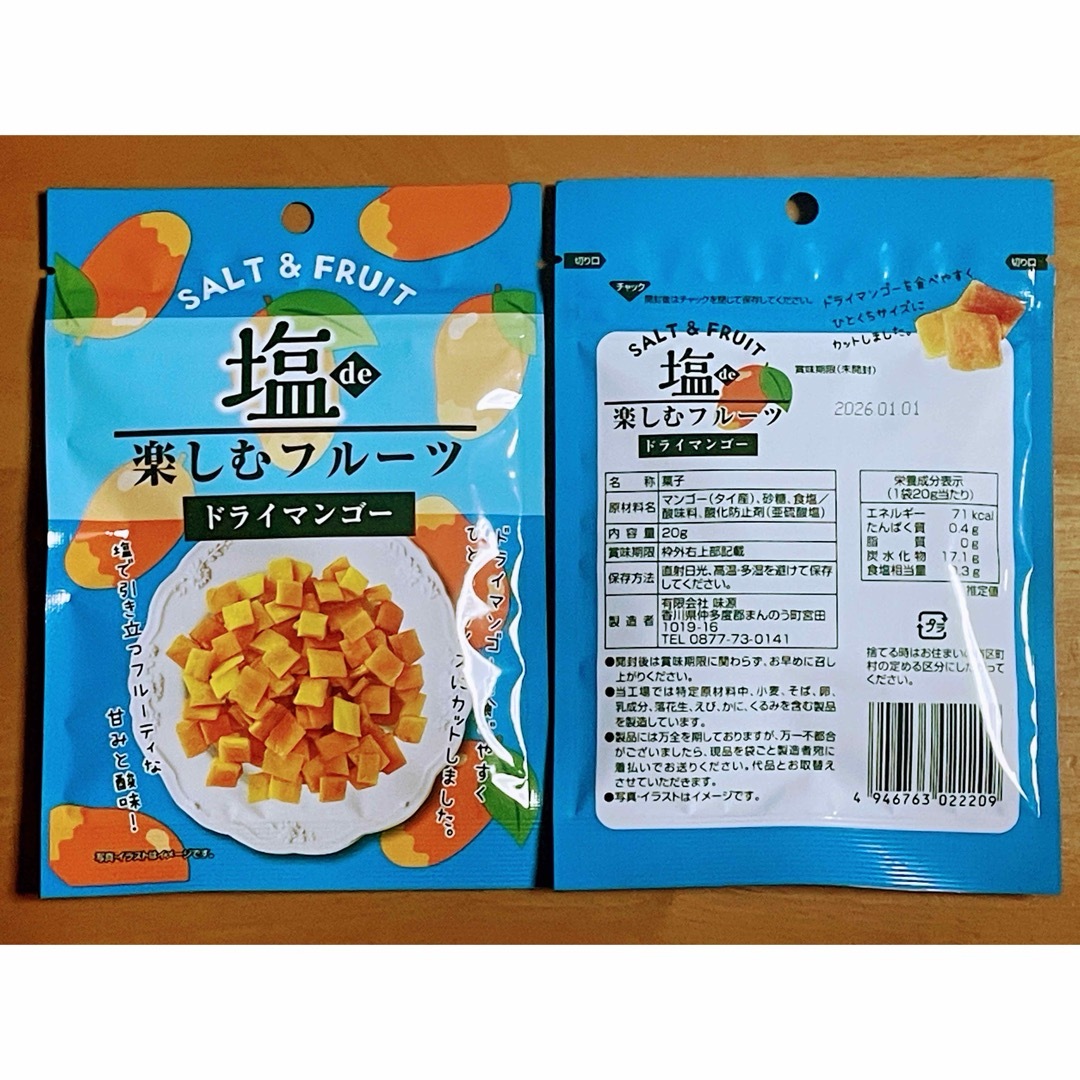 SALT & FRUIT
塩de
楽しむフルーツ
ドライマンゴー
ドライマンゴー
ひと
にカットしました。
塩で引き立つフルーティな
甘みと酸味!
写真・イラストはイメージです。
切り口
切り口
チャック
開封後はチャックを閉じて保存してください。
ドライマンゴーを食べやすく
ひとくちサイズに
カットしました。
SALT & FRUIT
塩de
楽しむフルーツ
ドライマンゴー
賞味期限(未開封)
2026.01.01
名 称 菓子
原材料名 マンゴー(タイ産)、砂糖、食塩/
酸味料、酸化防止剤(亜硫酸塩)
内 容 量 20g
賞味期限 枠外右上部記載
保存方法 直射日光、高温・多湿を避けて保存
してください。
製 造 者 有限会社 味源
香川県仲多度郡まんのう町宮田
1019-16
TEL 0877-73-0141
栄養成分表示
(1袋20g当たり)
エネルギー 71kcal
たんぱく質 0.4g
脂 質 0g
炭水化物 17.1g
食塩相当量 .3g
推定値
プラ
捨てる時はお住まいの市区町
村の定める区分にしたがって
ください。
●開封後は賞味期限に関わらず、お早めに召し
上がりください。
●当工場では特定原材料中、小麦、そば、卵、
乳成分、落花生、えび、かに、くるみを含む製品
を製造しています。
●製品には万全を期しておりますが、万一不都合
がございましたら、現品を袋ごと製造者宛に
着払いでお送りください。代品とお取替え
させていただきます。
●写真・イラストはイメージです。
4 946763 022209